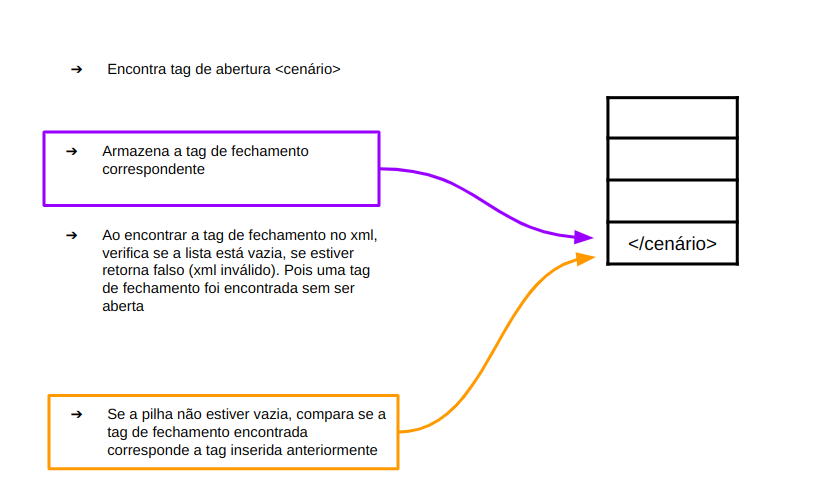 ➔ Encontra tag de abertura <cenário>
➔ Armazena a tag de fechamento
correspondente
➔ Ao encontrar a tag de fechamento no xml,
verifica se a lista está vazia, se estiver
retorna falso (xml inválido). Pois uma tag
de fechamento foi encontrada sem ser
aberta
➔ Se a pilha não estiver vazia, compara se a
tag de fechamento encontrada
corresponde a tag inserida anteriormente
</cenário>